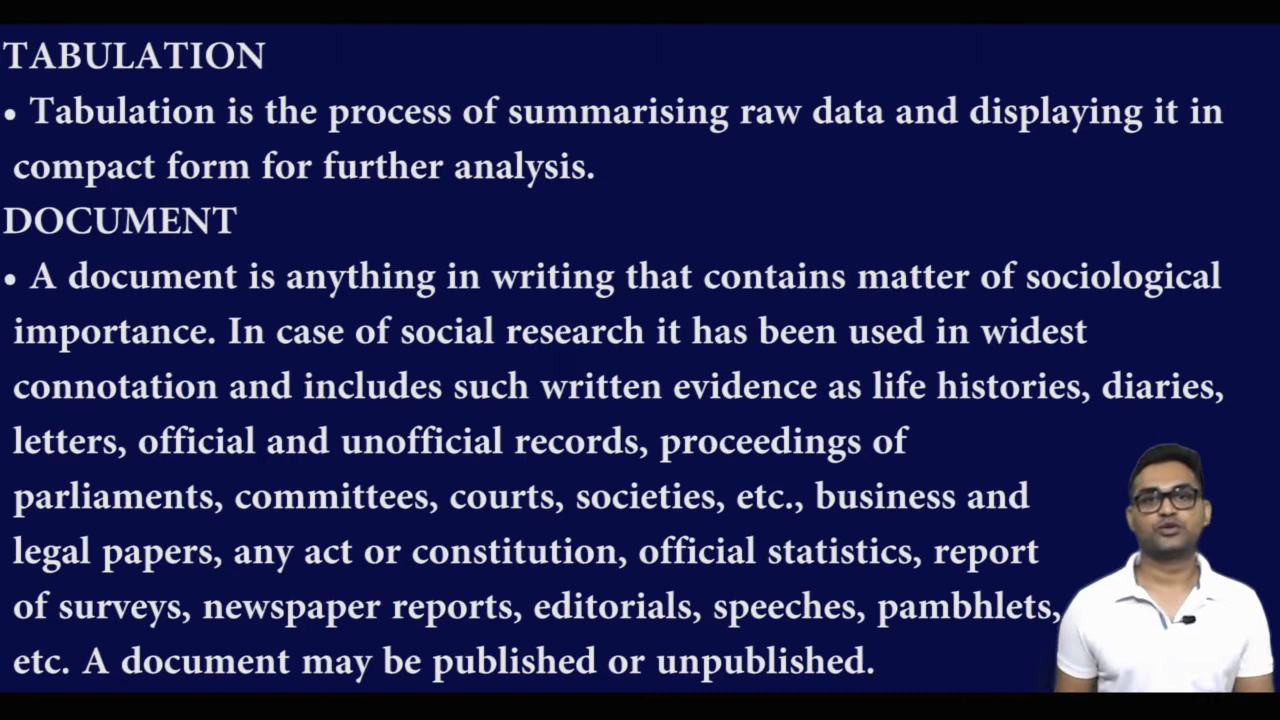 TABULATION
• Tabulation is the process of summarising raw data and displaying it in
compact form for further analysis.
DOCUMENT
• A document is anything in writing that contains matter of sociological
importance. In case of social research it has been used in widest
connotation and includes such written evidence as life histories, diaries,
letters, official and unofficial records, proceedings of
parliaments, committees, courts, societies, etc., business and
legal papers, any act or constitution, official statistics, report
of surveys, newspaper reports, editorials, speeches, pambhlets,
etc. A document may be published or unpublished.